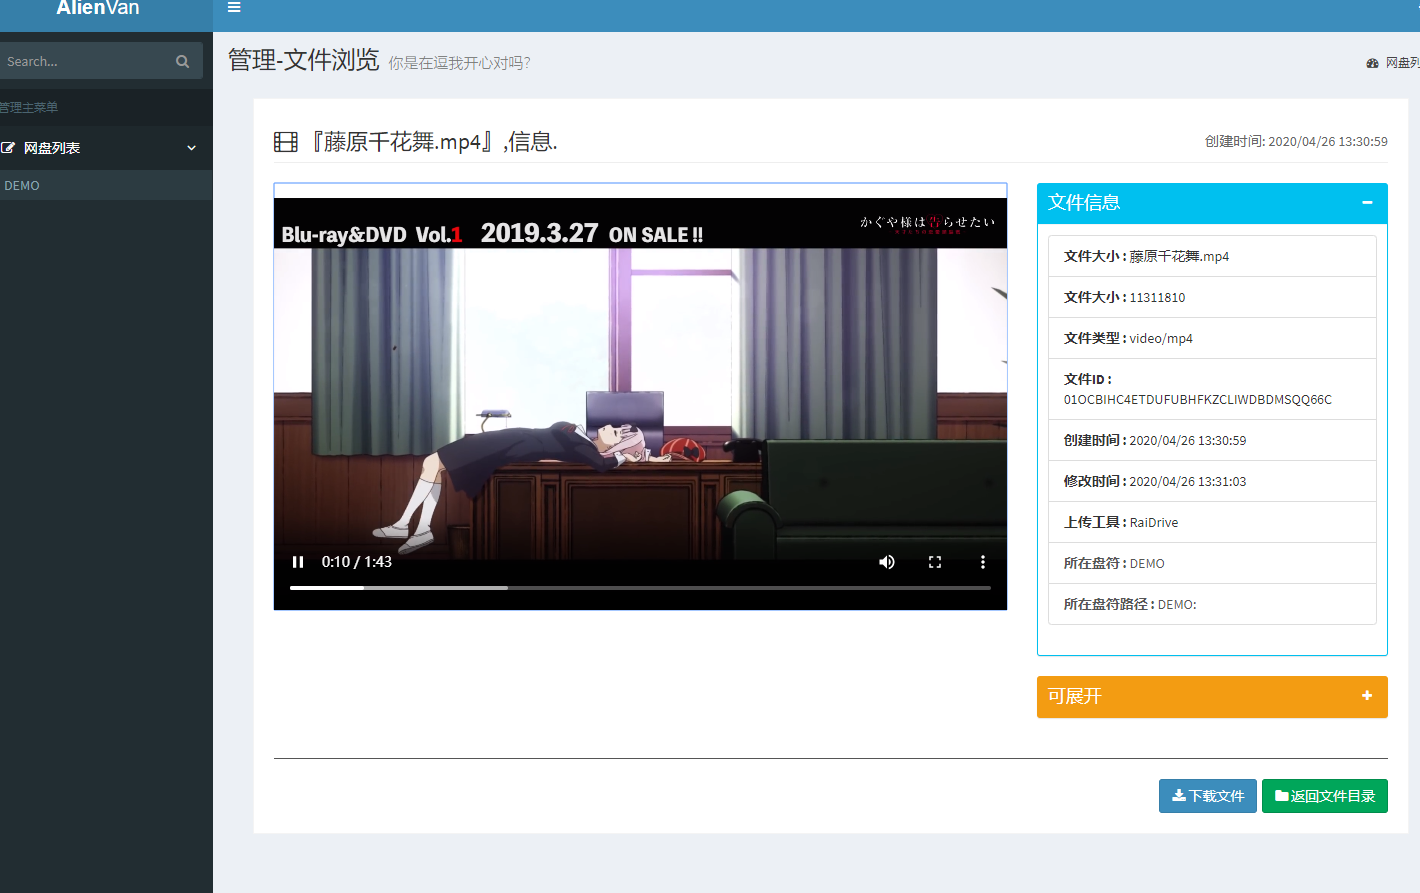 AlienVan
Search...
管理主菜单
网盘列表
DEMO
管理-文件浏览 你是在逗我开心对吗?
网盘列
『藤原千花舞.mp4』,信息.
创建时间: 2020/04/26 13:30:59
Blu-ray&DVD Vol.1 2019.3.27 ON SALE !!
かぐや様は告らせたい
0:10 / 1:43
文件信息
文件大小 : 藤原千花舞.mp4
文件大小 : 11311810
文件类型 : video/mp4
文件ID :
01OCBIHC4ETDUFUBHFKZCLIWDBDMSQQ66C
创建时间 : 2020/04/26 13:30:59
修改时间 : 2020/04/26 13:31:03
上传工具 : RaiDrive
所在盘符 : DEMO
所在盘符路径 : DEMO:
可展开
下载文件
返回文件目录